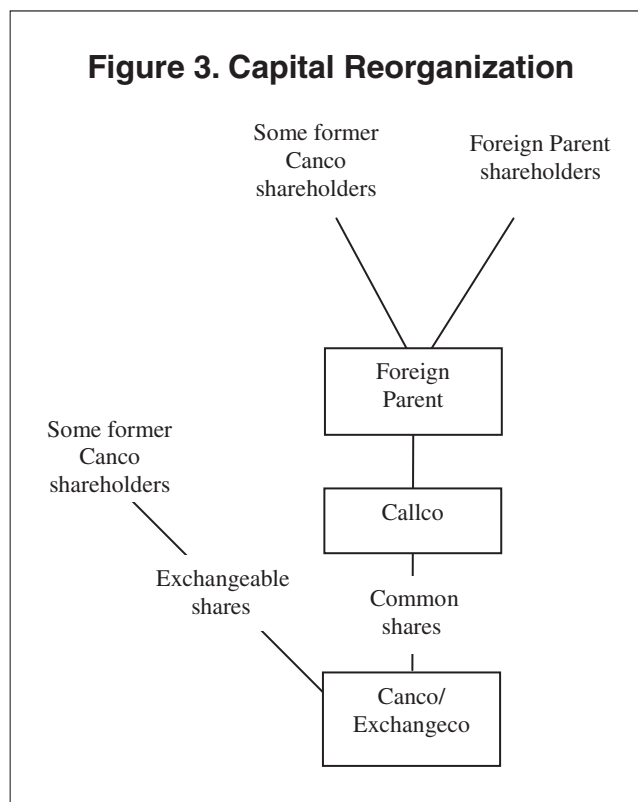 Figure 3. Capital Reorganization
Some former
Canco
shareholders
Foreign Parent
shareholders
Foreign
Parent
Some former
Canco
shareholders
Callco
Exchangeable
shares
Common
shares
Canco/
Exchangeco